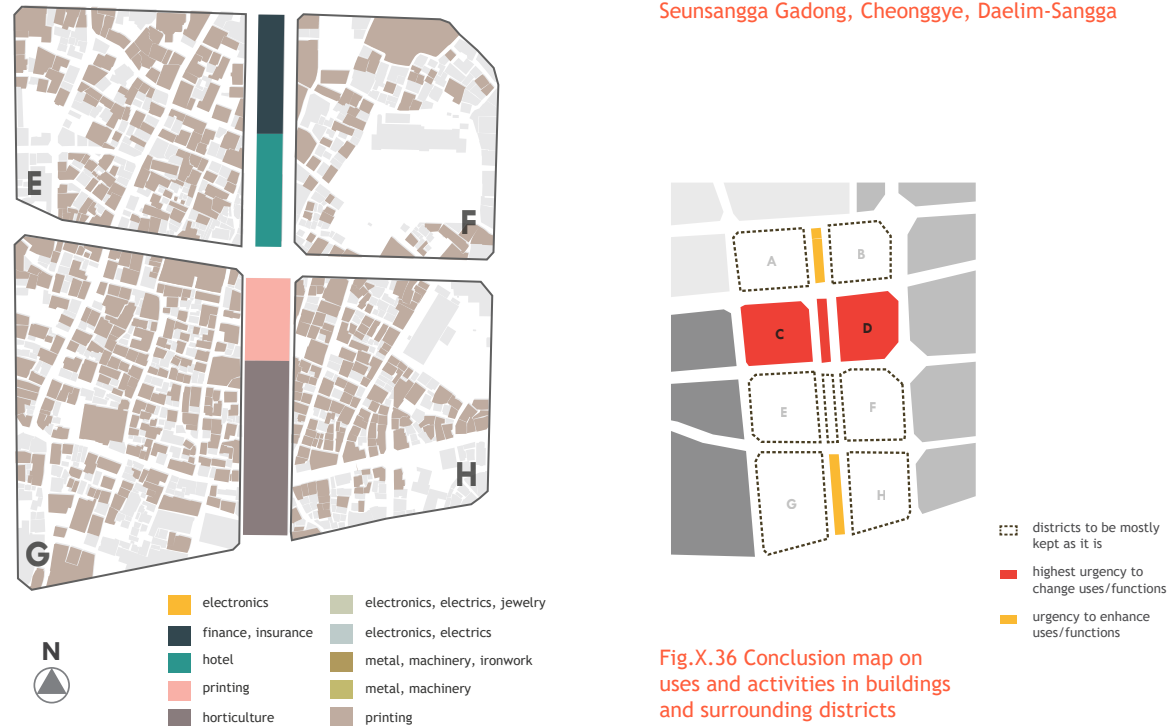 E
F
G
H
N
electronics
finance, insurance
hotel
printing
horticulture
electronics, electrics, jewelry
electronics, electrics
metal, machinery, ironwork
metal, machinery
printing
Seunsangga Gadong, Cheonggye, Daelim-Sangga
A
B
C
D
E
F
G
H
districts to be mostly
kept as it is
highest urgency to
change uses/functions
urgency to enhance
uses/functions
Fig.X.36 Conclusion map on
uses and activities in buildings
and surrounding districts